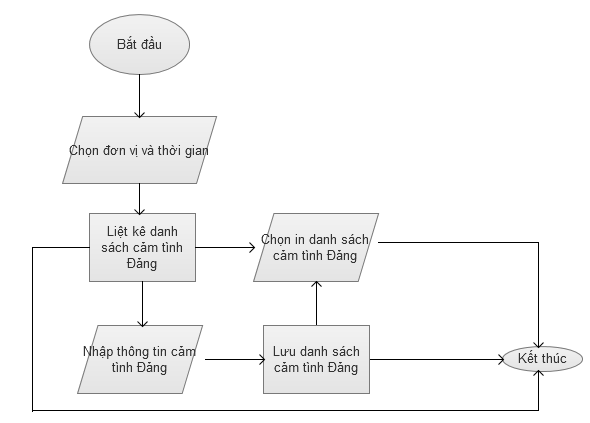 Bắt đầu
Chọn đơn vị và thời gian
Liệt kê danh
sách cảm tình
Đảng
Chọn in danh sách
cảm tình Đảng
Nhập thông tin cảm
tình Đảng
Lưu danh sách
cảm tình Đảng
Kết thúc